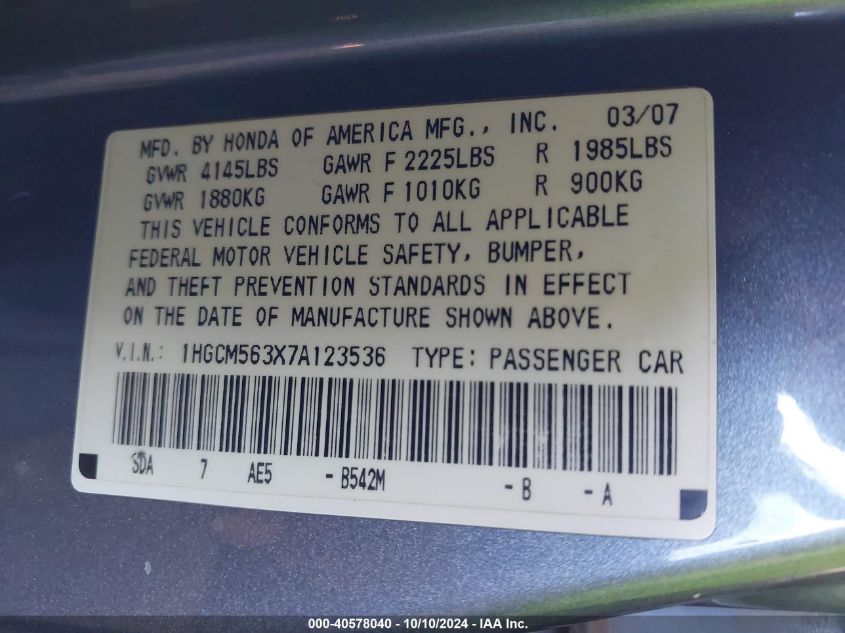 MFD. BY HONDA OF AMERICA MFG., INC. 03/07
GVWR 4145LBS GAWR F 2225LBS R 1985LBS
GVWR 1880KG GAWR F 1010KG R 900KG
THIS VEHICLE CONFORMS TO ALL APPLICABLE
FEDERAL MOTOR VEHICLE SAFETY, BUMPER,
AND THEFT PREVENTION STANDARDS IN EFFECT
ON THE DATE OF MANUFACTURE SHOWN ABOVE.
V.I.N.: 1HGCM563X7A123536 TYPE: PASSENGER CAR
SDA 7 AE5 - B542M - B - A
000-40578040 - 10/10/2024 - IAA Inc.